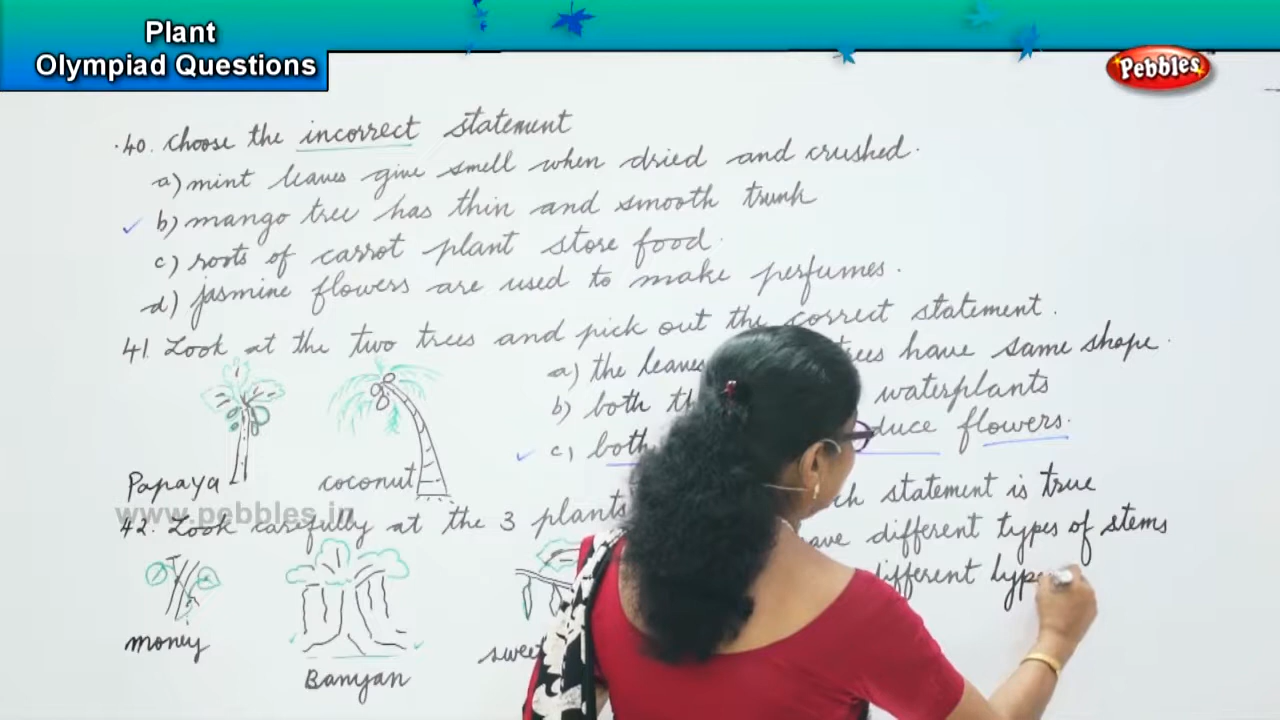 Plant
Olympiad Questions
Pebbles
40. Choose the incorrect statement
a) mint leaves give smell when dried and crushed.
b) mango tree has thin and smooth trunk
c) roots of carrot plant store food.
d) Jasmine flowers are used to make perfumes.
41. Look at the two trees and pick out the correct statement.
a) the leaves trees have same shape.
b) both waterplants
c) both flowers.
Papaya
coconut
www.pebbles.in
42. Look carefully at the 3 plants statement is true
different types of stems
different
money
Banyan
sweet